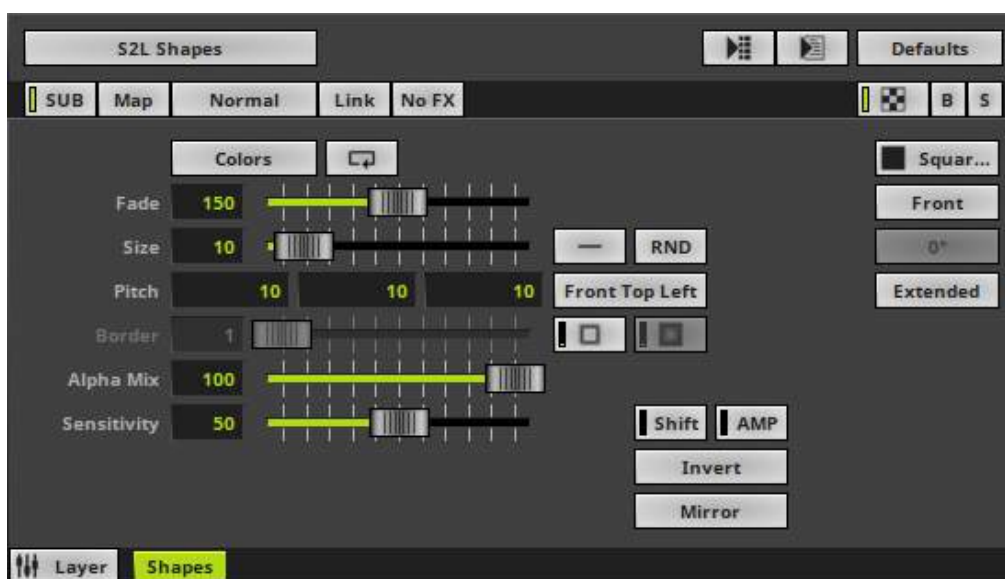 S2L Shapes Defaults
SUB Map Normal Link No FX B S
Colors Squar...
Fade 150 Front
Size 10 RND 0°
Pitch 10 10 10 Front Top Left Extended
Border 1
Alpha Mix 100
Sensitivity 50 Shift AMP
Invert
Mirror
Layer Shapes